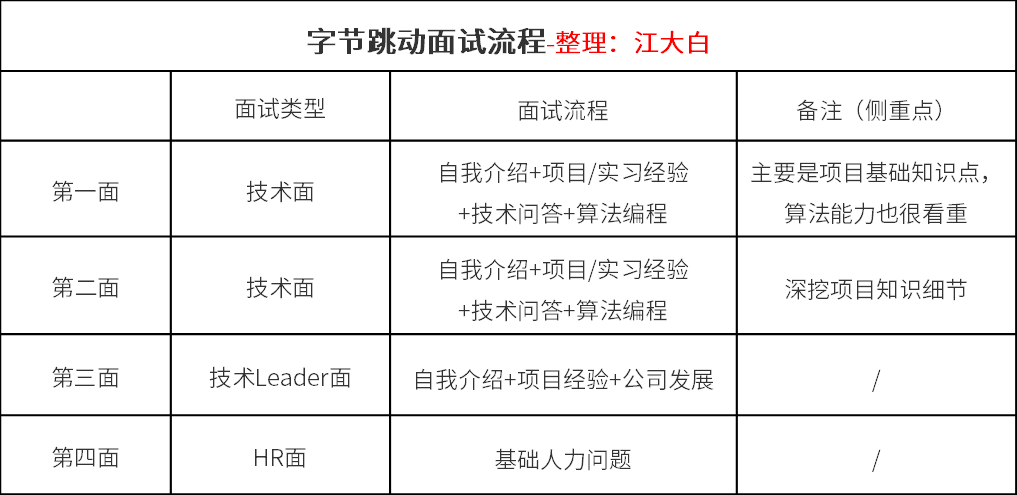 字节跳动面试流程-整理：江大白
面试类型
面试流程
备注（侧重点）
第一面
技术面
自我介绍+项目/实习经验
+技术问答+算法编程
主要是项目基础知识点，
算法能力也很看重
第二面
技术面
自我介绍+项目/实习经验
+技术问答+算法编程
深挖项目知识细节
第三面
技术Leader面
自我介绍+项目经验+公司发展
/
第四面
HR面
基础人力问题
/